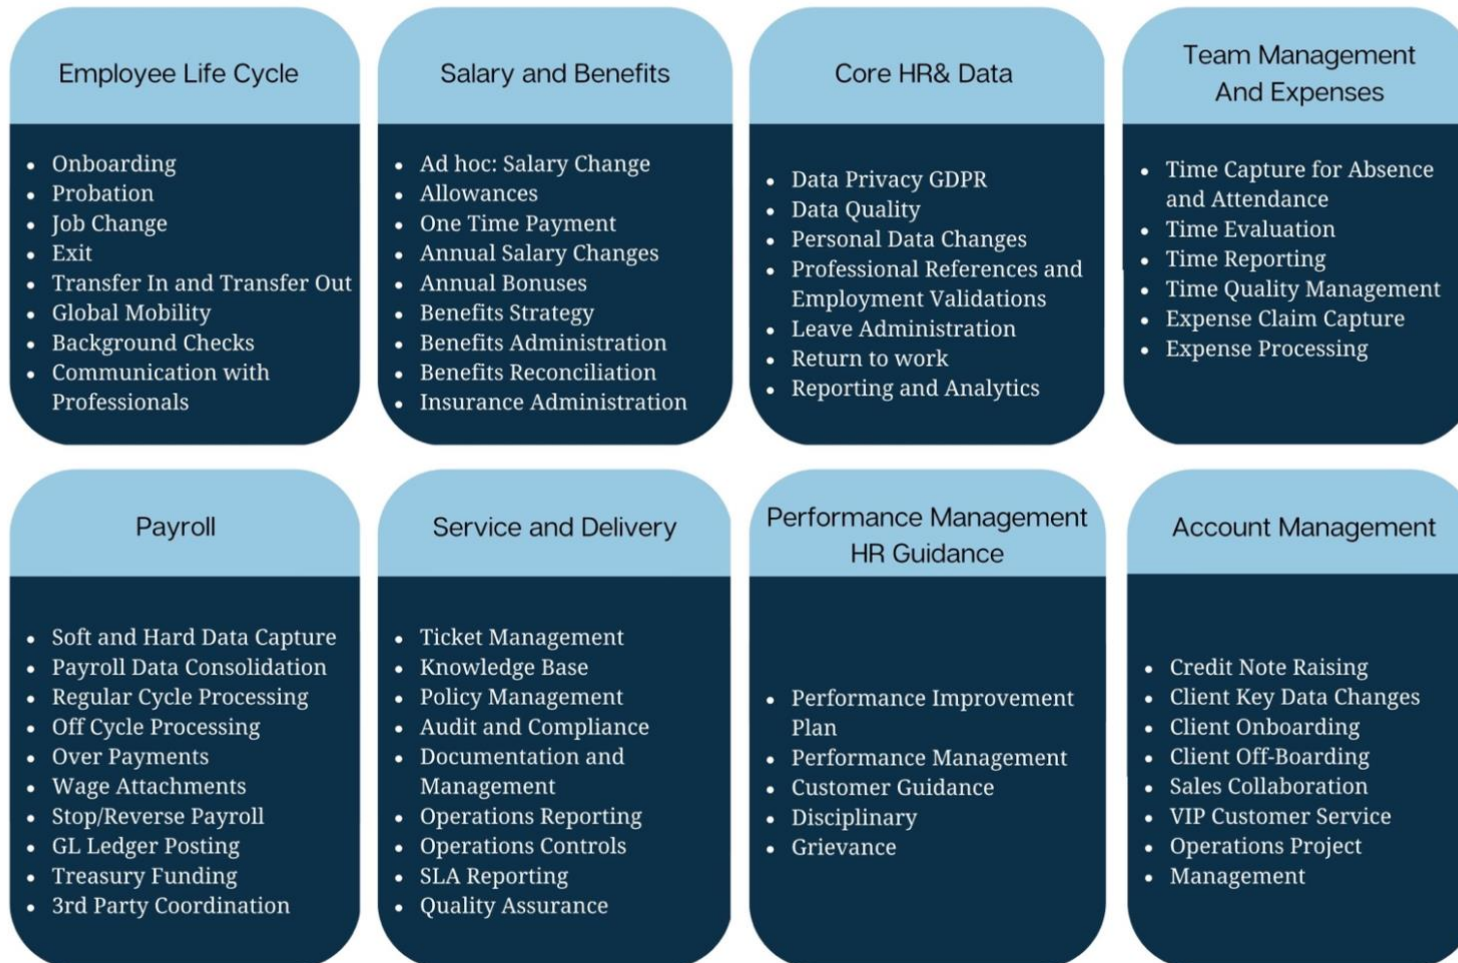 Employee Life Cycle
• Onboarding
• Probation
• Job Change
• Exit
• Transfer In and Transfer Out
• Global Mobility
• Background Checks
• Communication with
Professionals
Salary and Benefits
• Ad hoc: Salary Change
• Allowances
• One Time Payment
• Annual Salary Changes
• Annual Bonuses
• Benefits Strategy
• Benefits Administration
• Benefits Reconciliation
• Insurance Administration
Core HR& Data
• Data Privacy GDPR
• Data Quality
• Personal Data Changes
• Professional References and
Employment Validations
• Leave Administration
• Return to work
• Reporting and Analytics
Team Management
And Expenses
• Time Capture for Absence
and Attendance
• Time Evaluation
• Time Reporting
• Time Quality Management
• Expense Claim Capture
• Expense Processing
Payroll
• Soft and Hard Data Capture
• Payroll Data Consolidation
• Regular Cycle Processing
• Off Cycle Processing
• Over Payments
• Wage Attachments
• Stop/Reverse Payroll
• GL Ledger Posting
• Treasury Funding
• 3rd Party Coordination
Service and Delivery
• Ticket Management
• Knowledge Base
• Policy Management
• Audit and Compliance
• Documentation and
Management
• Operations Reporting
• Operations Controls
• SLA Reporting
• Quality Assurance
Performance Management
HR Guidance
• Performance Improvement
Plan
• Performance Management
• Customer Guidance
• Disciplinary
• Grievance
Account Management
• Credit Note Raising
• Client Key Data Changes
• Client Onboarding
• Client Off-Boarding
• Sales Collaboration
• VIP Customer Service
• Operations Project
• Management